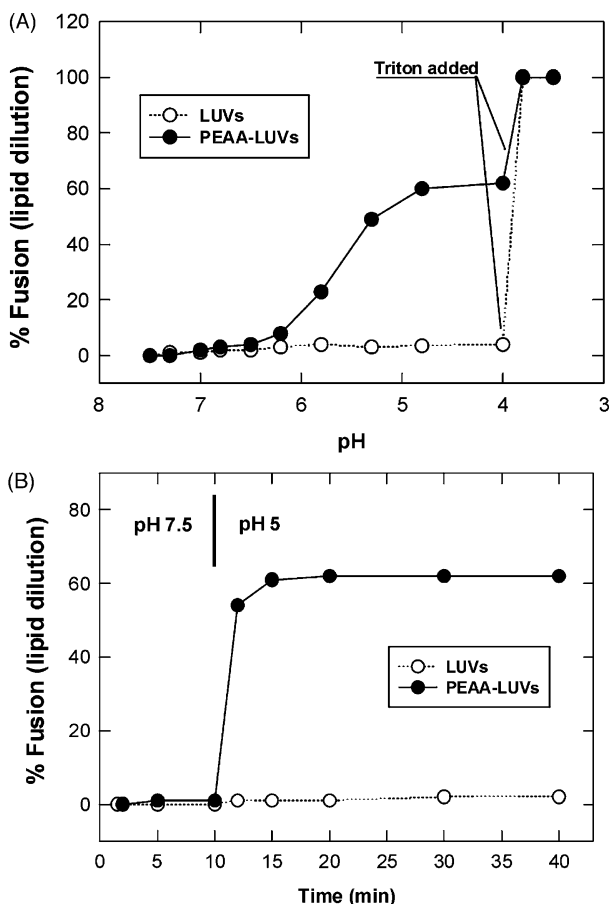 (A)
% Fusion (lipid dilution)
120
100
80
60
40
20
0
Triton added
LUVs
PEAA-LUVs
8 7 6 5 4 3
pH
(B)
% Fusion (lipid dilution)
80
60
40
20
0
pH 7.5 pH 5
LUVs
PEAA-LUVs
0 5 10 15 20 25 30 35 40
Time (min)